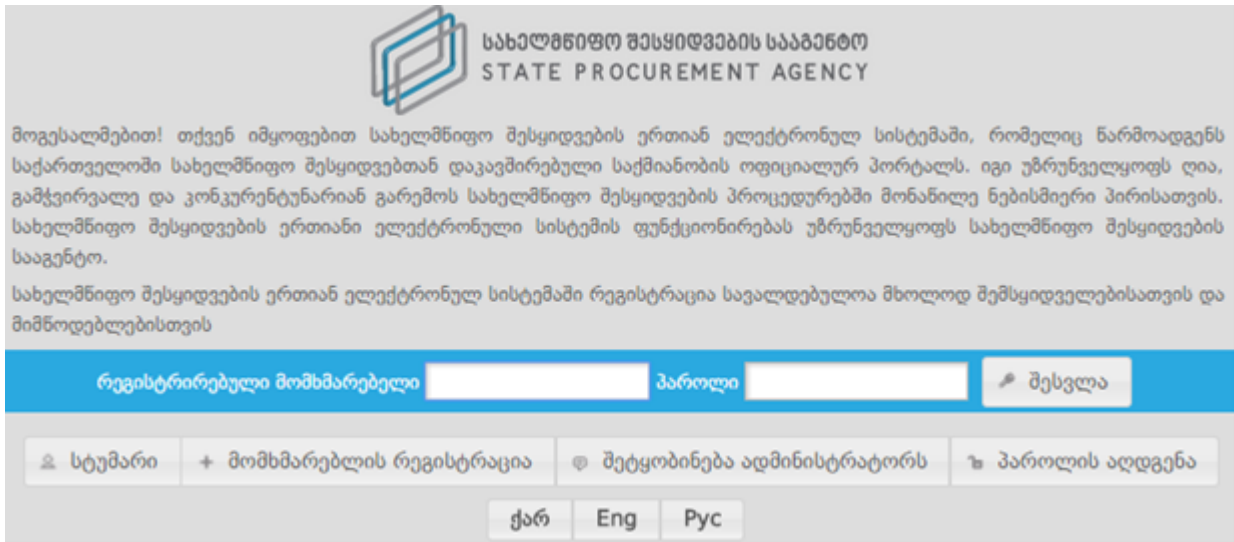 სახელმწიფო შესყიდვების სააგენტო
STATE PROCUREMENT AGENCY
მოგესალმებით! თქვენ იმყოფებით სახელმწიფო შესყიდვების ერთიან ელექტრონულ სისტემაში, რომელიც წარმოადგენს
საქართველოში სახელმწიფო შესყიდვებთან დაკავშირებული საქმიანობის ოფიციალურ პორტალს. იგი უზრუნველყოფს ღია,
გამჭვირვალე და კონკურენტუნარიან გარემოს სახელმწიფო შესყიდვების პროცედურებში მონაწილე ნებისმიერი პირისათვის.
სახელმწიფო შესყიდვების ერთიანი ელექტრონული სისტემის ფუნქციონირებას უზრუნველყოფს სახელმწიფო შესყიდვების
სააგენტო.
სახელმწიფო შესყიდვების ერთიან ელექტრონულ სისტემაში რეგისტრაცია სავალდებულოა მხოლოდ შემსყიდველებისათვის და
მიმწოდებლებისთვის
რეგისტრირებული მომხმარებელი პაროლი შესვლა
სტუმარი მომხმარებლის რეგისტრაცია შეტყობინება ადმინისტრატორს პაროლის აღდგენა
ქარ Eng Рус